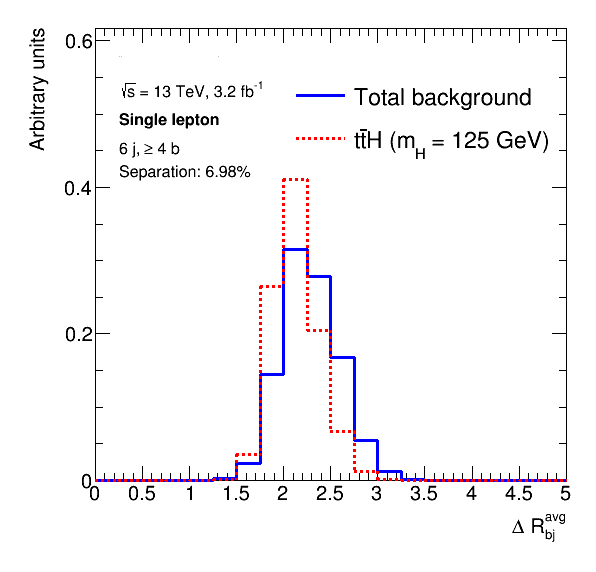 Arbitrary units
0.6
0.4
0.2
0
√s = 13 TeV, 3.2 fb⁻¹
Single lepton
6 j, ≥ 4 b
Separation: 6.98%
Total background
tt̄H (m_H = 125 GeV)
0 0.5 1 1.5 2 2.5 3 3.5 4 4.5 5
Δ R_bj^avg